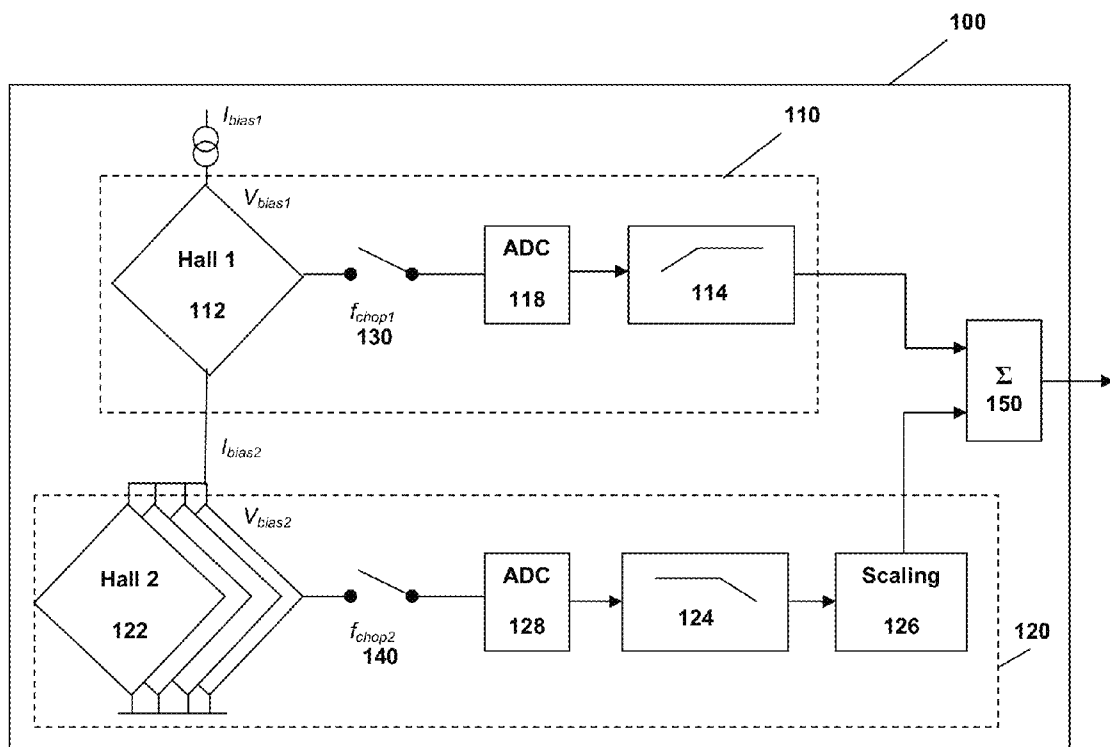 100
I_bias1
110
V_bias1
Hall 1
112
f_chop1
130
ADC
118
114
Σ
150
I_bias2
V_bias2
Hall 2
122
f_chop2
140
ADC
128
124
Scaling
126
120